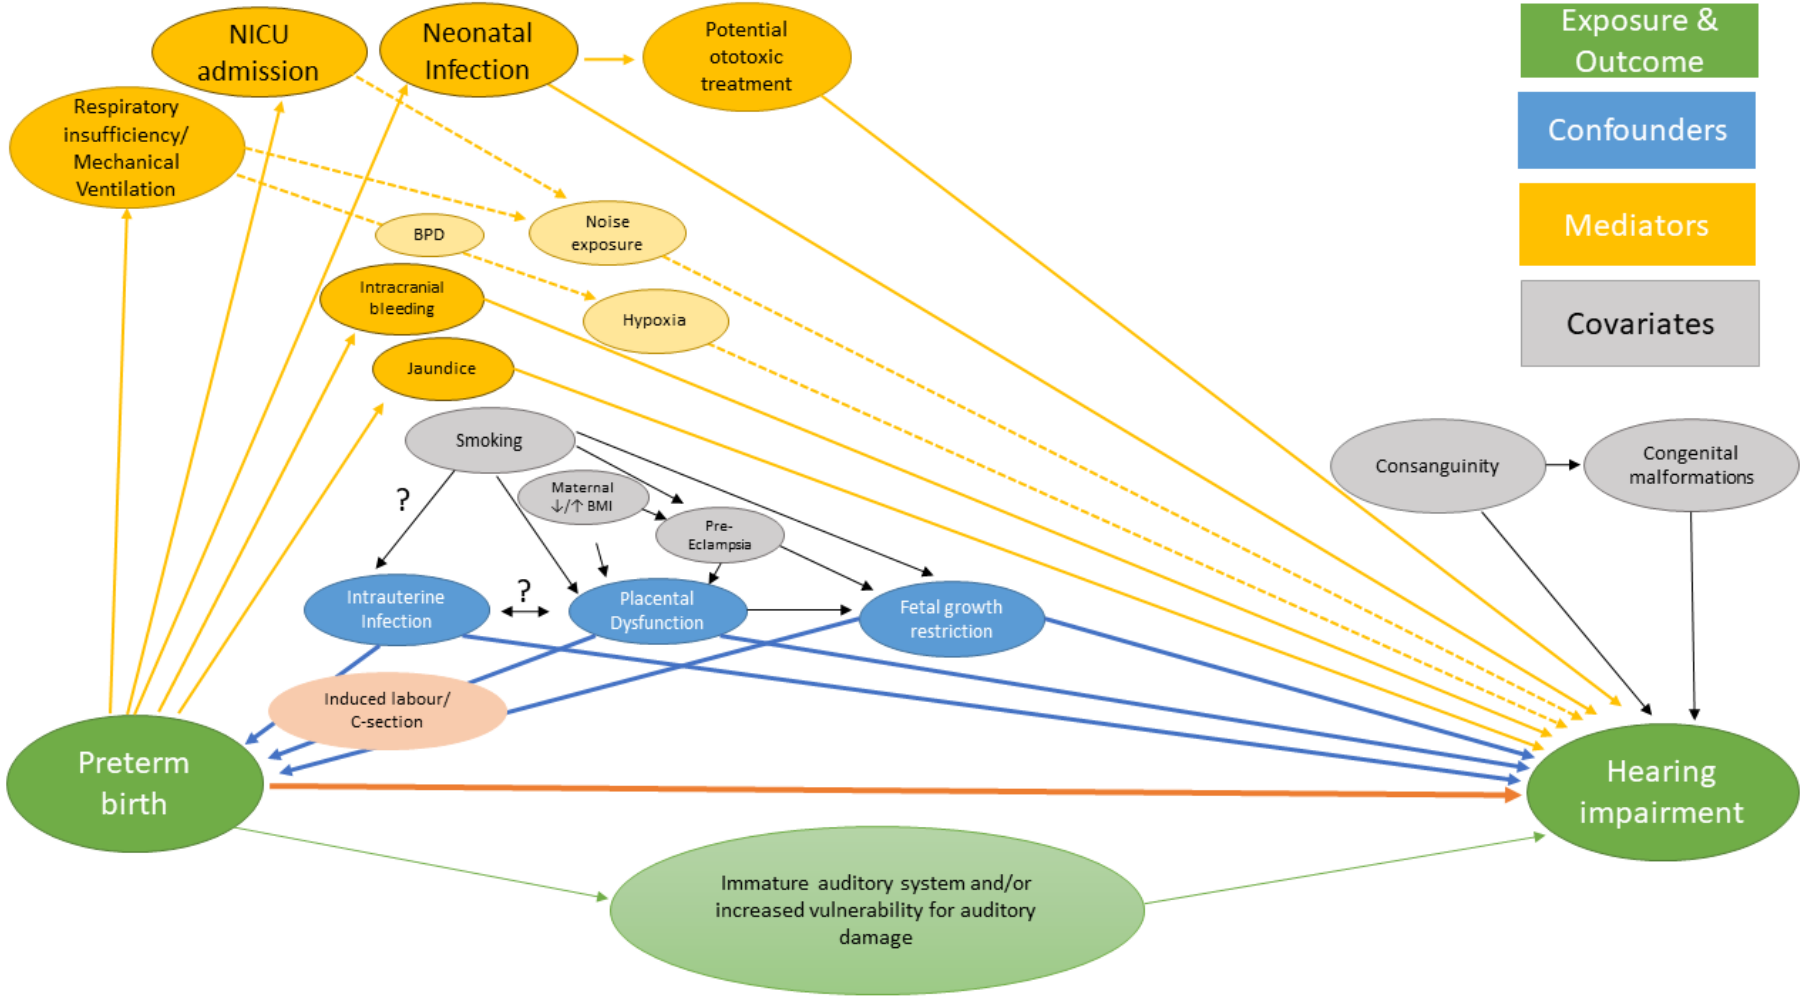 NICU
admission
Neonatal
Infection
Potential
ototoxic
treatment
Exposure &
Outcome
Confounders
Mediators
Covariates
Respiratory
insufficiency/
Mechanical
Ventilation
BPD
Noise
exposure
Intracranial
bleeding
Hypoxia
Jaundice
Smoking
Maternal
↓/↑ BMI
Pre-
Eclampsia
Consanguinity
Congenital
malformations
?
?
Intrauterine
Infection
Placental
Dysfunction
Fetal growth
restriction
Induced labour/
C-section
Preterm
birth
Hearing
impairment
Immature auditory system and/or
increased vulnerability for auditory
damage